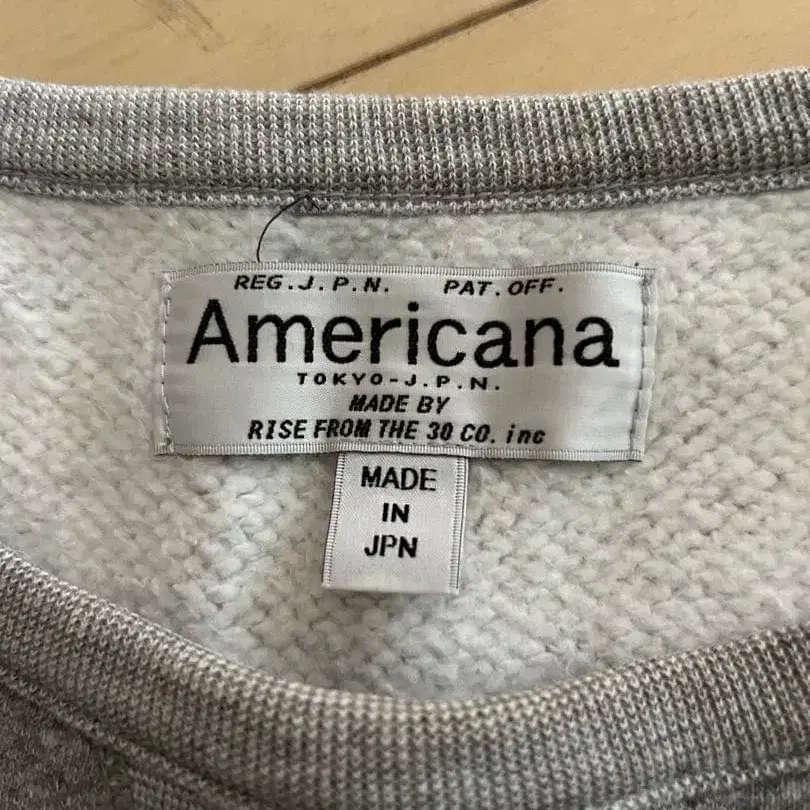 REG.J.P.N. PAT.OFF.
Americana
TOKYO-J.P.N.
MADE BY
RISE FROM THE 30 CO. inc
MADE
IN
JPN